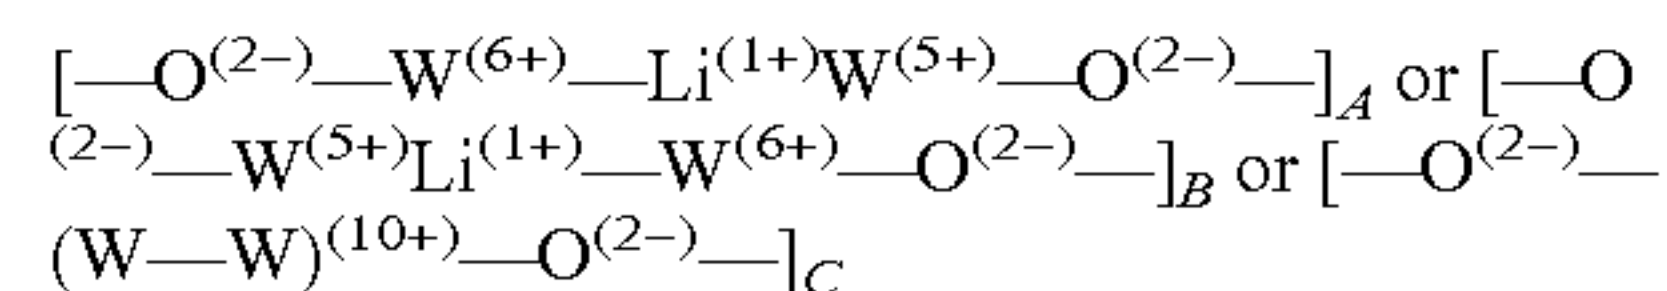 [—O⁽²⁻⁾—W⁽⁶⁺⁾—Li⁽¹⁺⁾W⁽⁵⁺⁾—O⁽²⁻⁾—]_A or [—O
⁽²⁻⁾—W⁽⁵⁺⁾Li⁽¹⁺⁾—W⁽⁶⁺⁾—O⁽²⁻⁾—]_B or [—O⁽²⁻⁾—
(W—W)⁽¹⁰⁺⁾—O⁽²⁻⁾—]_C